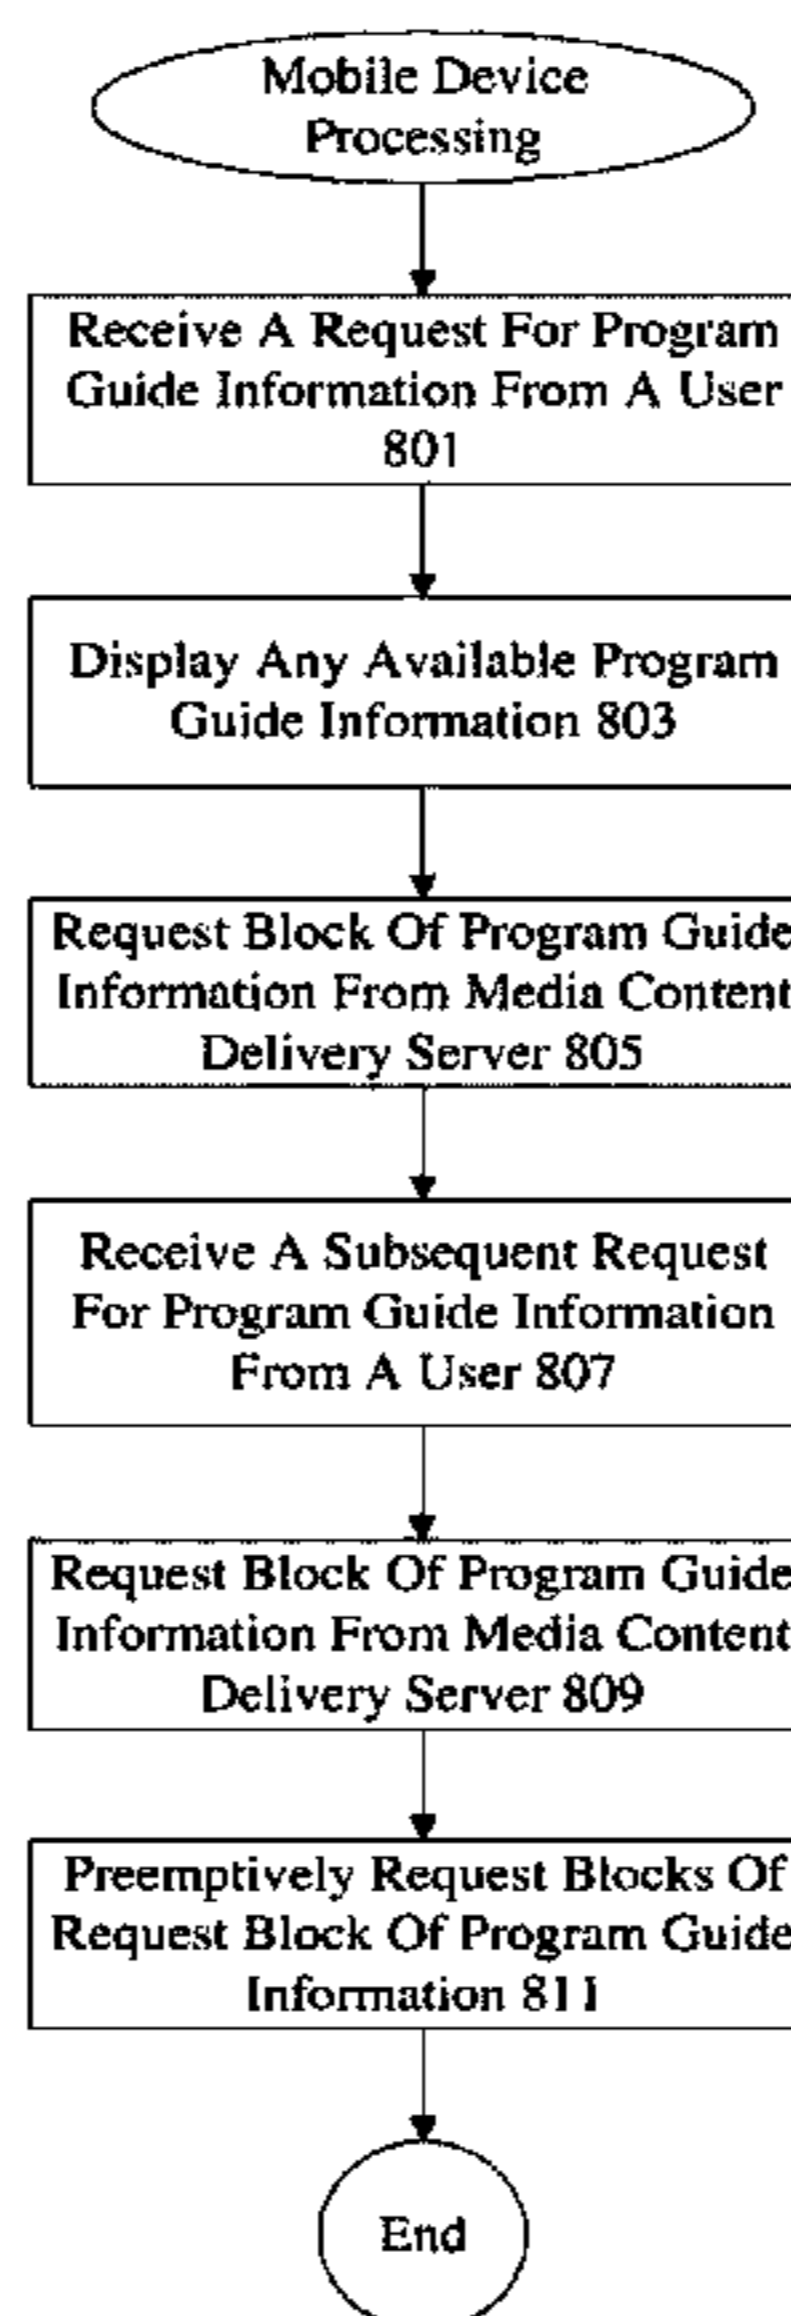 Mobile Device
Processing
Receive A Request For Program
Guide Information From A User
801
Display Any Available Program
Guide Information 803
Request Block Of Program Guide
Information From Media Content
Delivery Server 805
Receive A Subsequent Request
For Program Guide Information
From A User 807
Request Block Of Program Guide
Information From Media Content
Delivery Server 809
Preemptively Request Blocks Of
Request Block Of Program Guide
Information 811
End